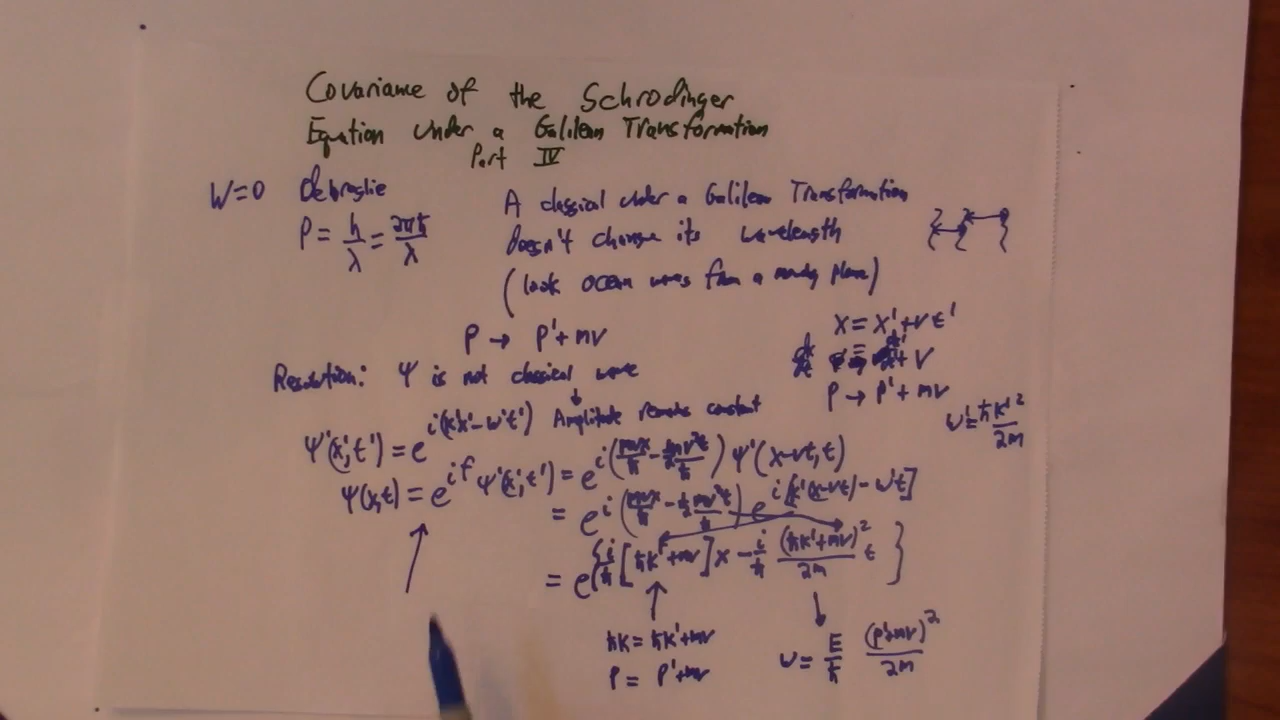 Covariance of the Schrodinger
Equation Under a Galilean Transformation
Part IV
W=0 Debroglie
P = h/λ = 2πħ/λ
A classical under a Galilean Transformation
doesn't change its wavelength
(look ocean waves from a moving plane)
P → P'+mv
x = x'+vt'
+ v
P → P'+mv
Resolution: Ψ is not classical wave
↓
Amplitude remains constant
ω' = ħk'²/2m
Ψ'(x',t') = e^{i(k'x'-ω't')}
Ψ(x,t) = e^{if} Ψ'(x',t') = e^{i(mvx/ħ - ½mv²t/ħ)} Ψ'(x-vt,t)
= e^{i(mvx/ħ - ½mv²t/ħ)} e^{i[k'(x-vt)-ω't]}
= e^{{i/ħ[ħk'+mv]x - i/ħ (ħk'+mv)²/2m t}}
ħk = ħk'+mv
P = P'+mv
ω = E/ħ (p'+mv)²/2m